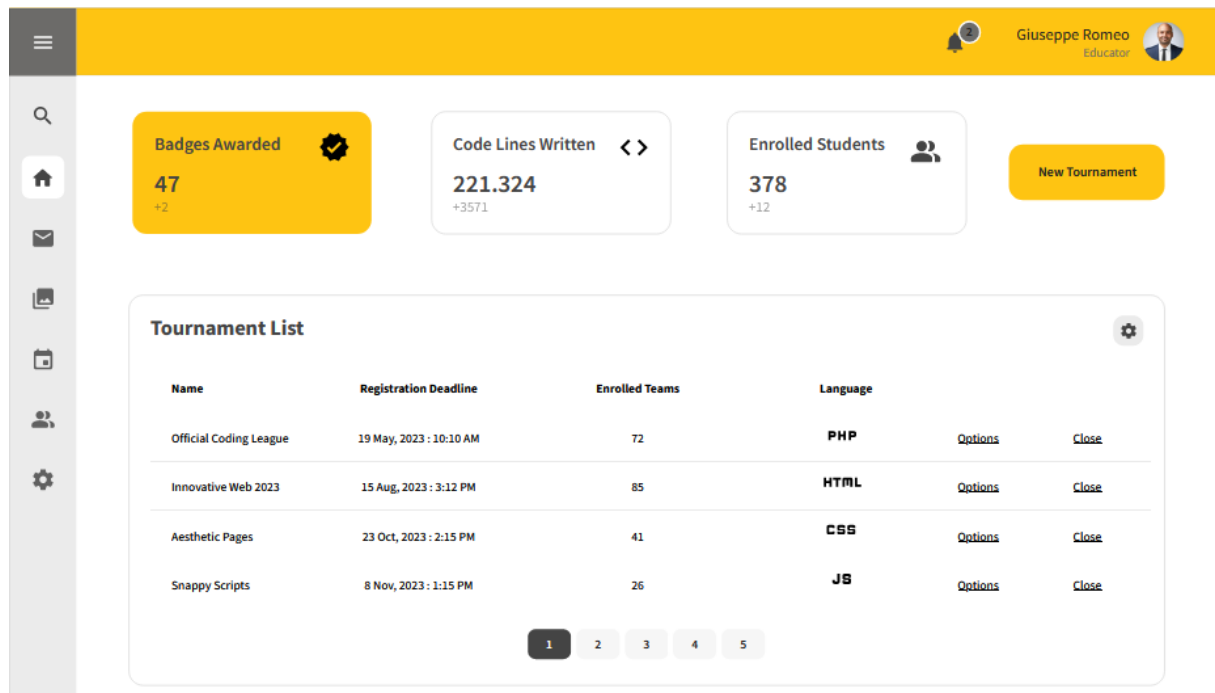 2
Giuseppe Romeo
Educator
Badges Awarded
47
+2
Code Lines Written
221.324
+3571
Enrolled Students
378
+12
New Tournament
Tournament List
Name Registration Deadline Enrolled Teams Language
Official Coding League 19 May, 2023 : 10:10 AM 72 PHP Options Close
Innovative Web 2023 15 Aug, 2023 : 3:12 PM 85 HTML Options Close
Aesthetic Pages 23 Oct, 2023 : 2:15 PM 41 CSS Options Close
Snappy Scripts 8 Nov, 2023 : 1:15 PM 26 JS Options Close
1 2 3 4 5